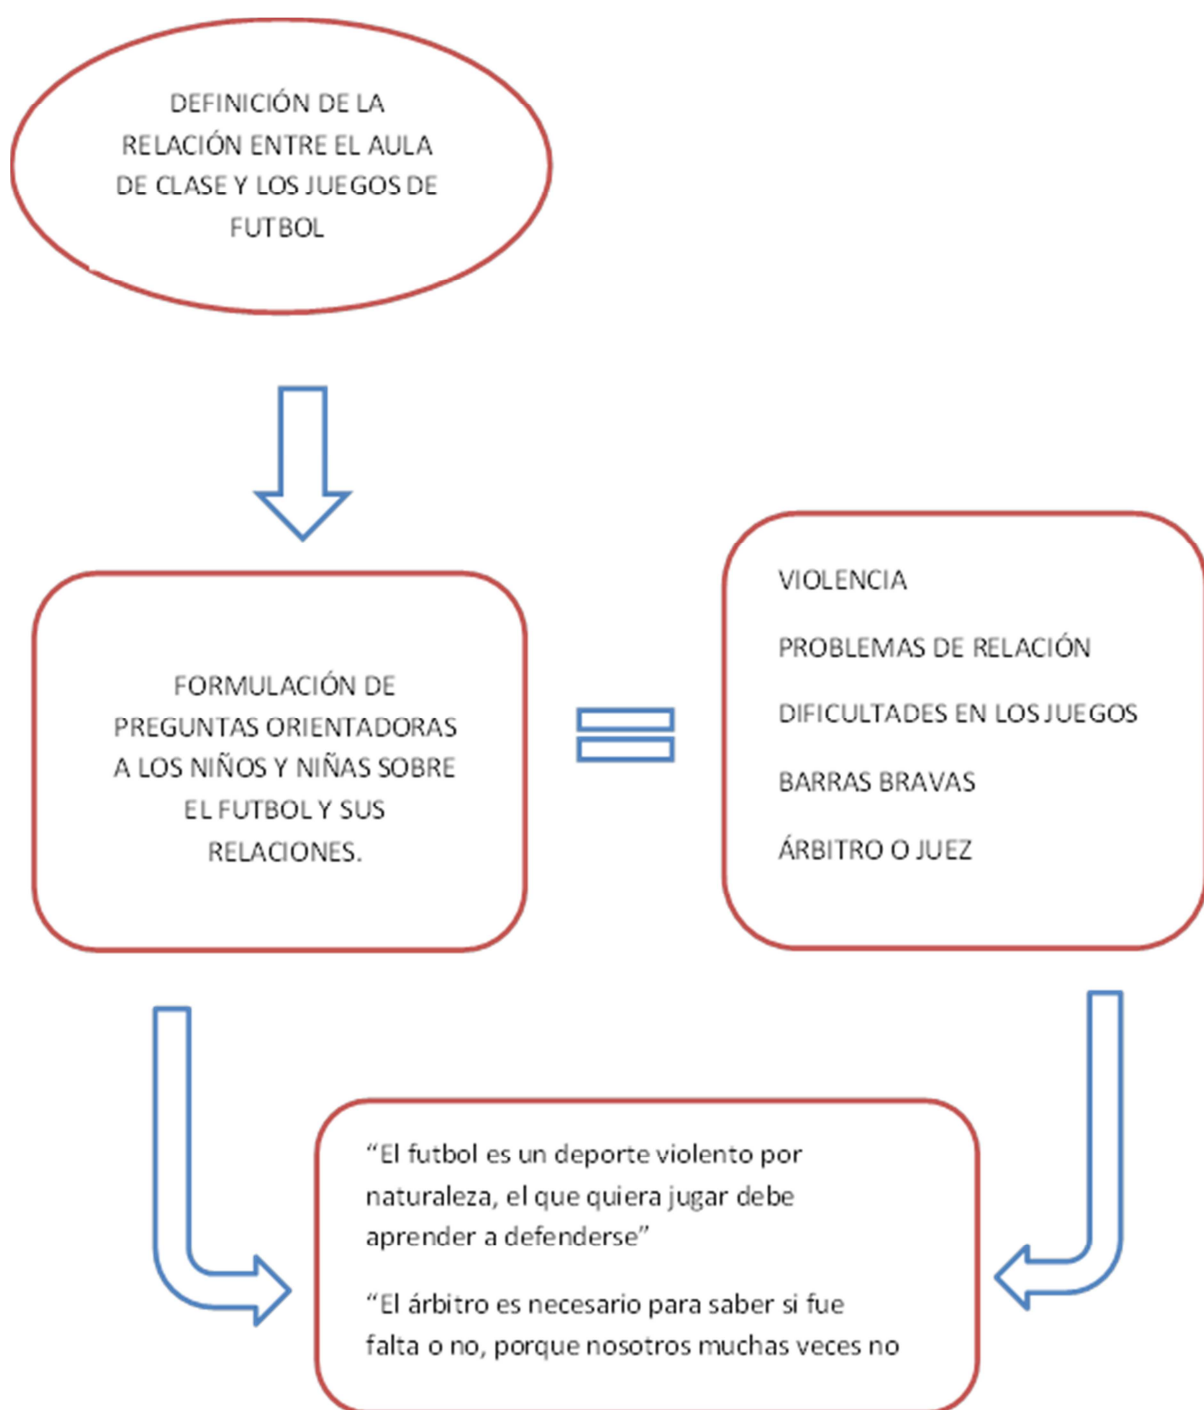 DEFINICIÓN DE LA
RELACIÓN ENTRE EL AULA
DE CLASE Y LOS JUEGOS DE
FUTBOL
FORMULACIÓN DE
PREGUNTAS ORIENTADORAS
A LOS NIÑOS Y NIÑAS SOBRE
EL FUTBOL Y SUS
RELACIONES.
VIOLENCIA
PROBLEMAS DE RELACIÓN
DIFICULTADES EN LOS JUEGOS
BARRAS BRAVAS
ÁRBITRO O JUEZ
“El futbol es un deporte violento por
naturaleza, el que quiera jugar debe
aprender a defenderse”
“El árbitro es necesario para saber si fue
falta o no, porque nosotros muchas veces no